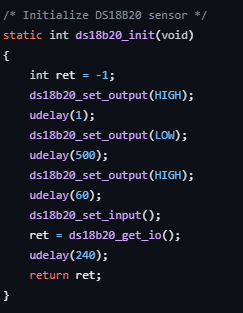 /* Initialize DS18B20 sensor */
static int ds18b20_init(void)
{
    int ret = -1;
    ds18b20_set_output(HIGH);
    udelay(1);
    ds18b20_set_output(LOW);
    udelay(500);
    ds18b20_set_output(HIGH);
    udelay(60);
    ds18b20_set_input();
    ret = ds18b20_get_io();
    udelay(240);
    return ret;
}